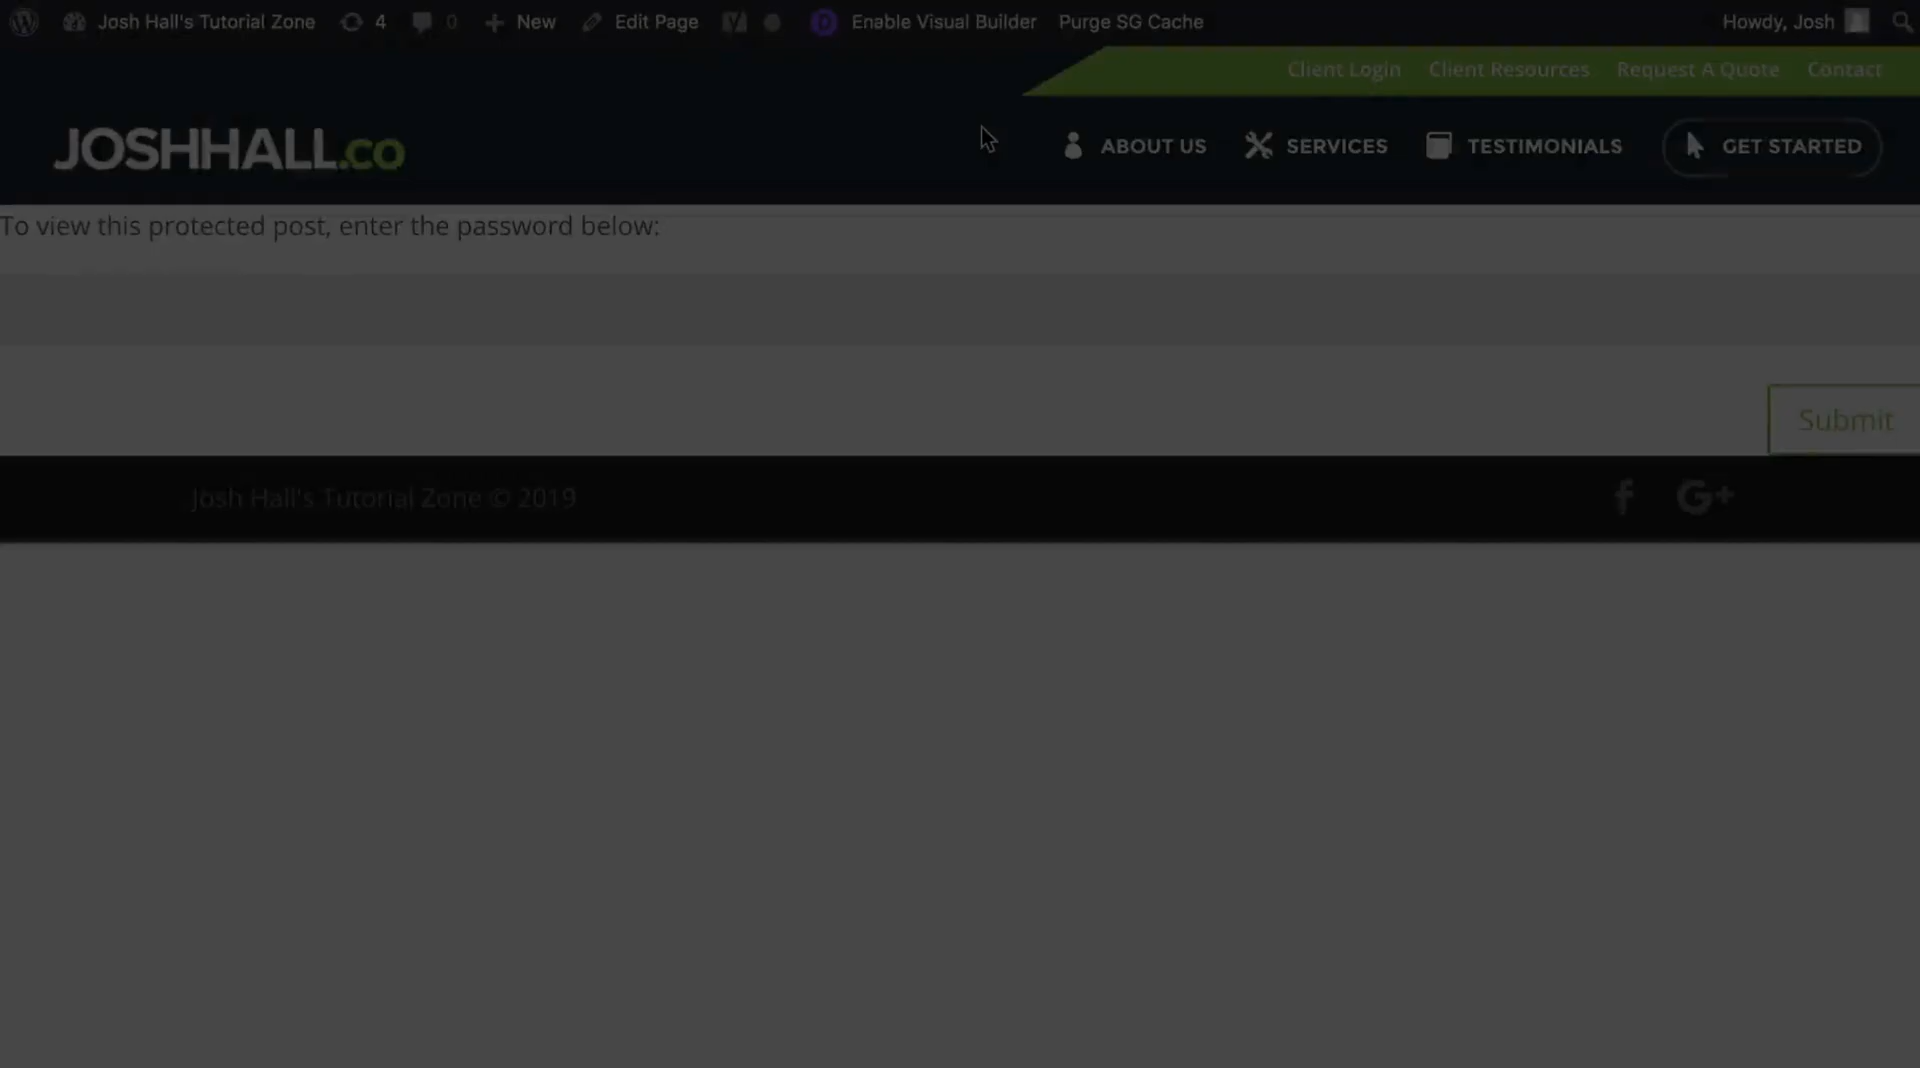 Josh Hall's Tutorial Zone 4 0 New Edit Page Enable Visual Builder Purge SG Cache Howdy, Josh
Client Login Client Resources Request A Quote Contact
JOSHHALL.co ABOUT US SERVICES TESTIMONIALS GET STARTED
To view this protected post, enter the password below:
Submit
Josh Hall's Tutorial Zone © 2019